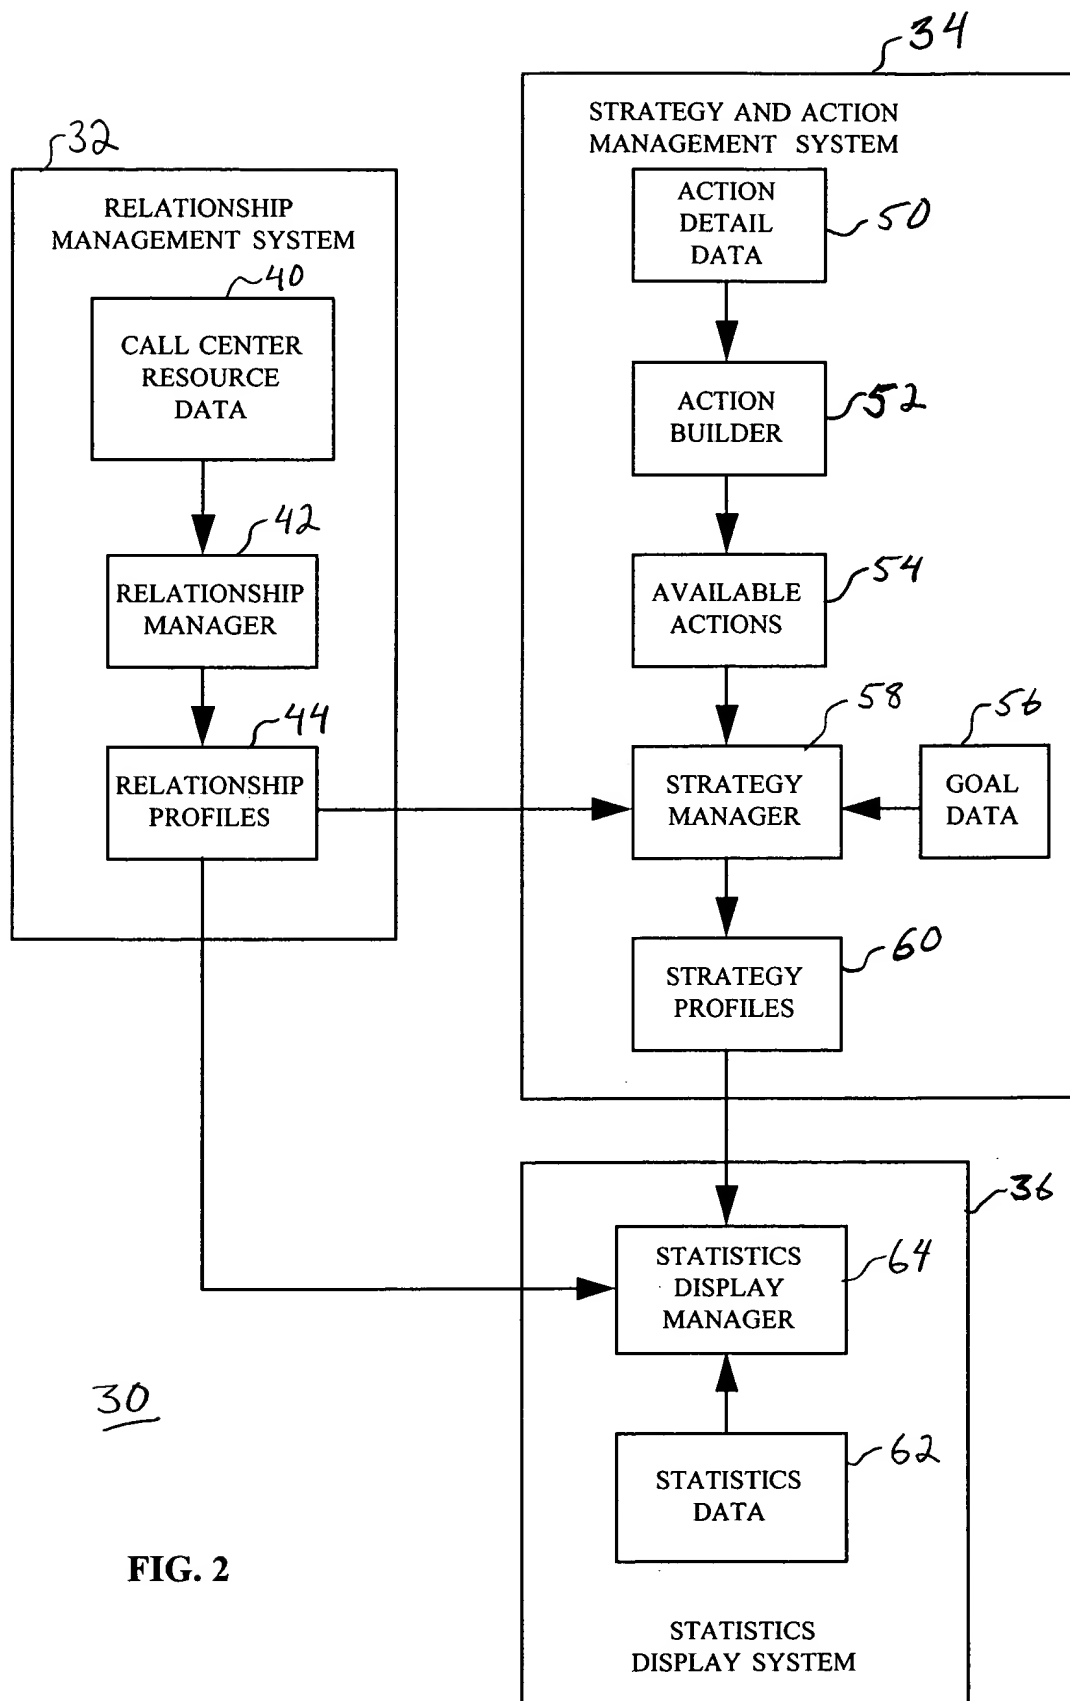 34
STRATEGY AND ACTION
MANAGEMENT SYSTEM
32
RELATIONSHIP
MANAGEMENT SYSTEM
40
CALL CENTER
RESOURCE
DATA
42
RELATIONSHIP
MANAGER
44
RELATIONSHIP
PROFILES
ACTION
DETAIL
DATA
50
ACTION
BUILDER
52
AVAILABLE
ACTIONS
54
58
STRATEGY
MANAGER
56
GOAL
DATA
60
STRATEGY
PROFILES
36
STATISTICS
DISPLAY
MANAGER
64
STATISTICS
DATA
62
STATISTICS
DISPLAY SYSTEM
30
FIG. 2